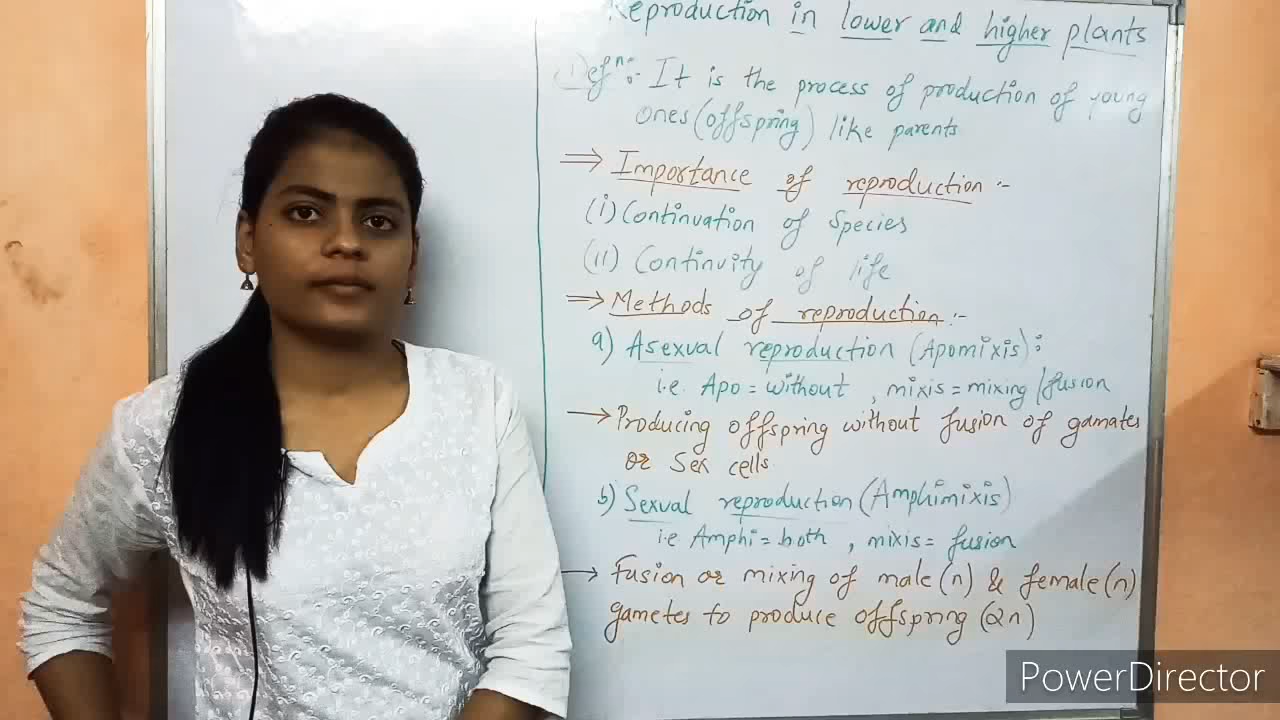 Reproduction in lower and higher plants
Defⁿ:- It is the process of production of young
ones (offspring) like parents
⇒ Importance of reproduction :-
(i) Continuation of species
(ii) Continuity of life
⇒ Methods of reproduction :-
a) Asexual reproduction (Apomixis):
i.e. Apo = without , mixis = mixing/fusion
→ Producing offspring without fusion of gamates
or Sex cells
b) Sexual reproduction (Amphimixis)
i.e Amphi = both , mixis = fusion
→ Fusion or mixing of male (n) & female (n)
gametes to produce offspring (2n)
PowerDirector